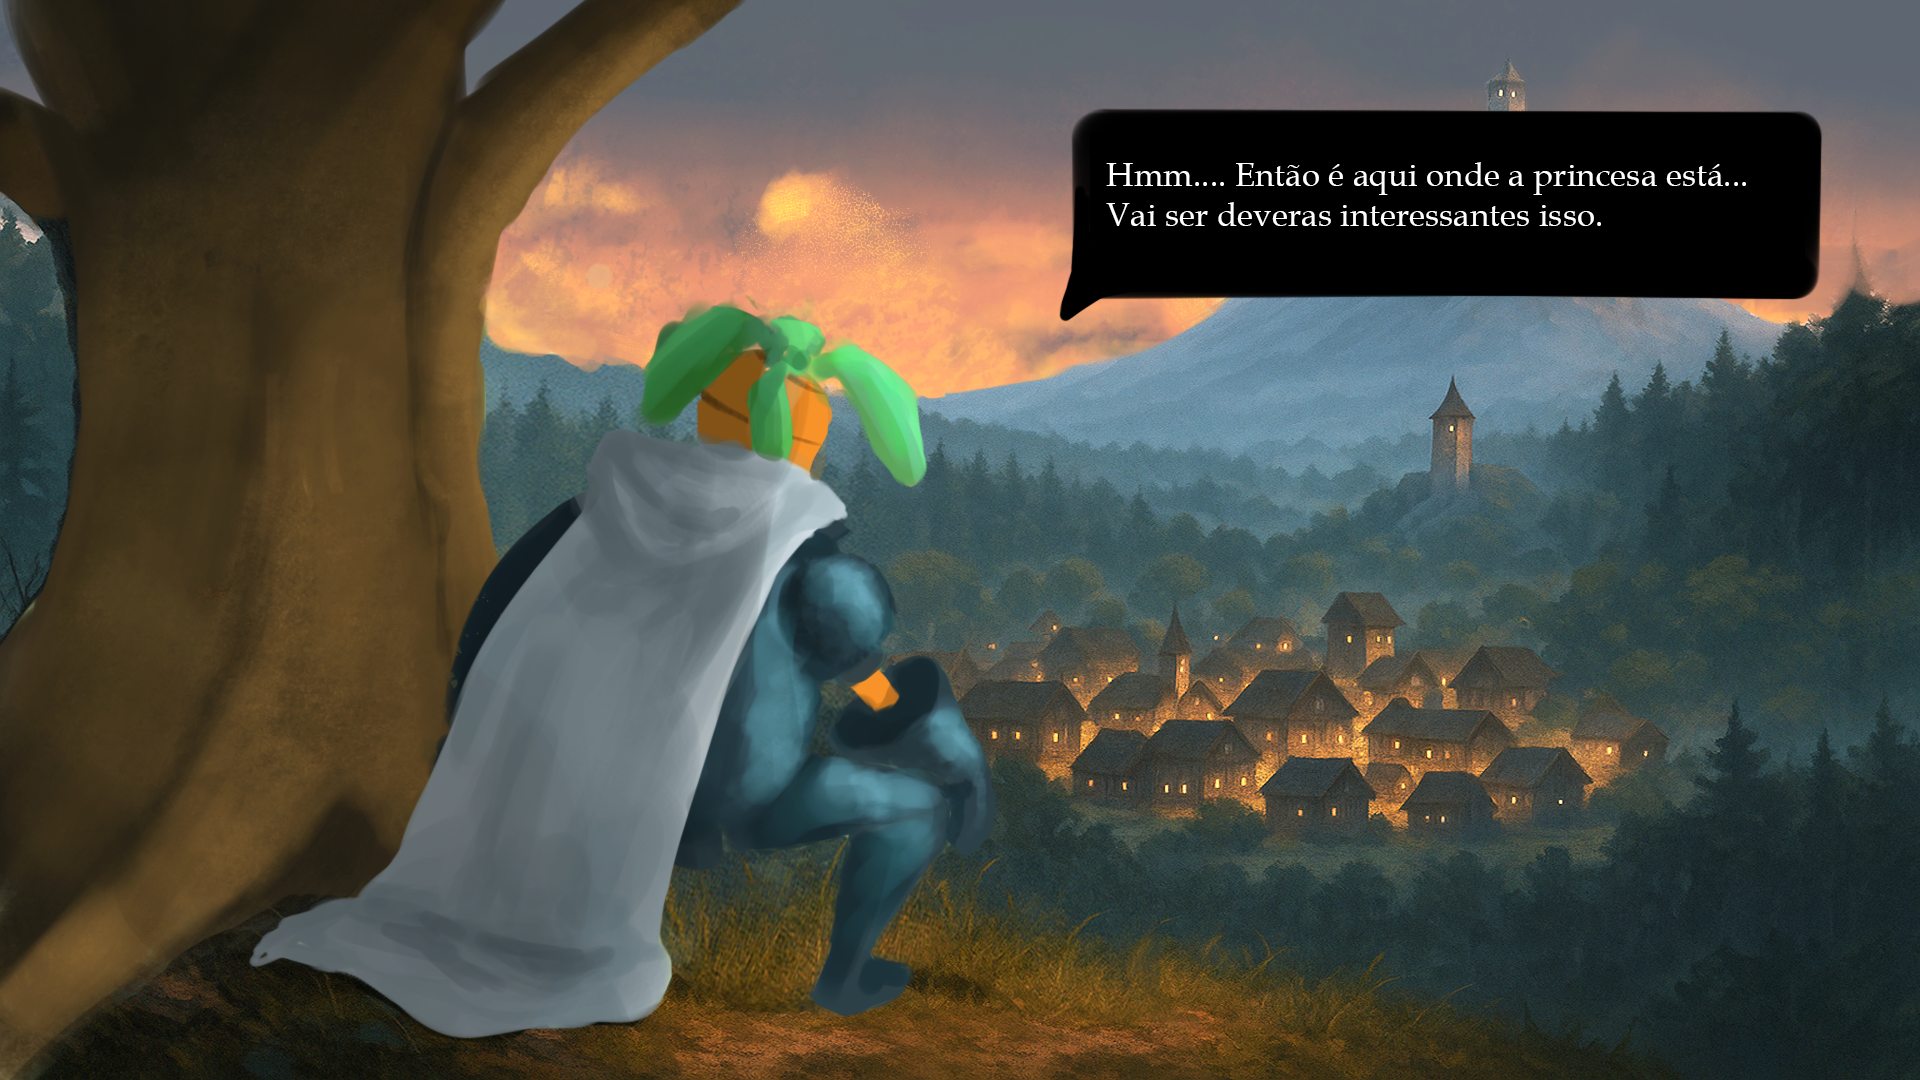 Hmm.... Então é aqui onde a princesa está...
Vai ser deveras interessantes isso.